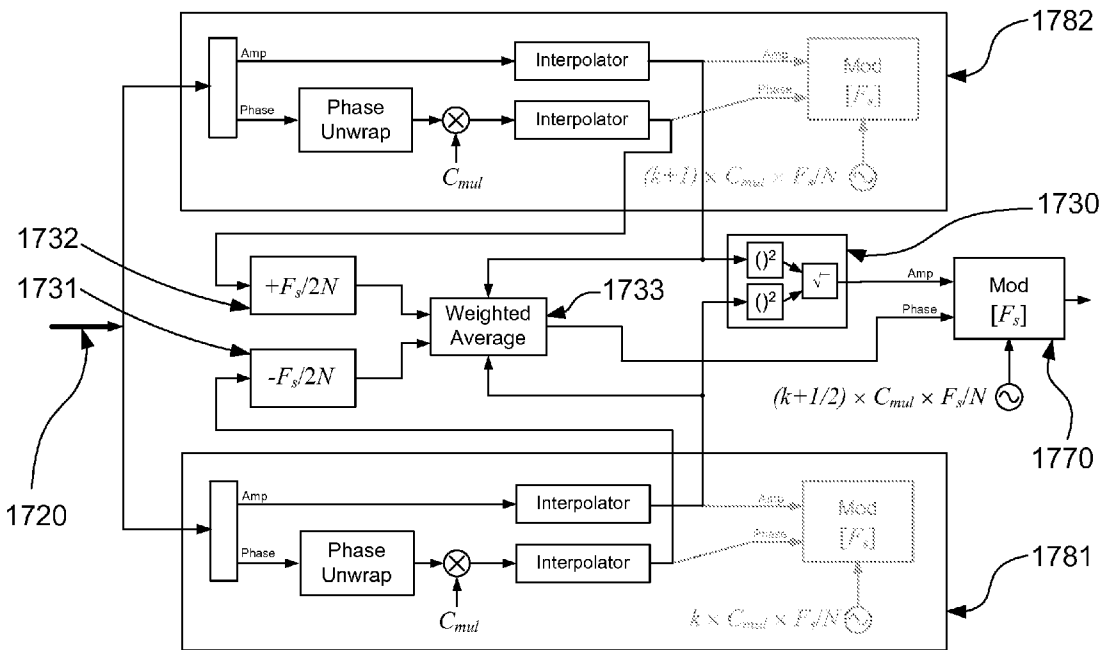 1782
Amp
Interpolator
Amp
Mod
[Fs]
Phase
Phase
Unwrap
Interpolator
Phase
Cmul
(k+1) × Cmul × Fs/N
1730
1732
+Fs/2N
()²
√
Amp
1731
1733
Weighted
Average
()²
Phase
Mod
[Fs]
-Fs/2N
(k+1/2) × Cmul × Fs/N
1720
1770
Amp
Interpolator
Amp
Mod
[Fs]
Phase
Phase
Unwrap
Interpolator
Phase
Cmul
k × Cmul × Fs/N
1781